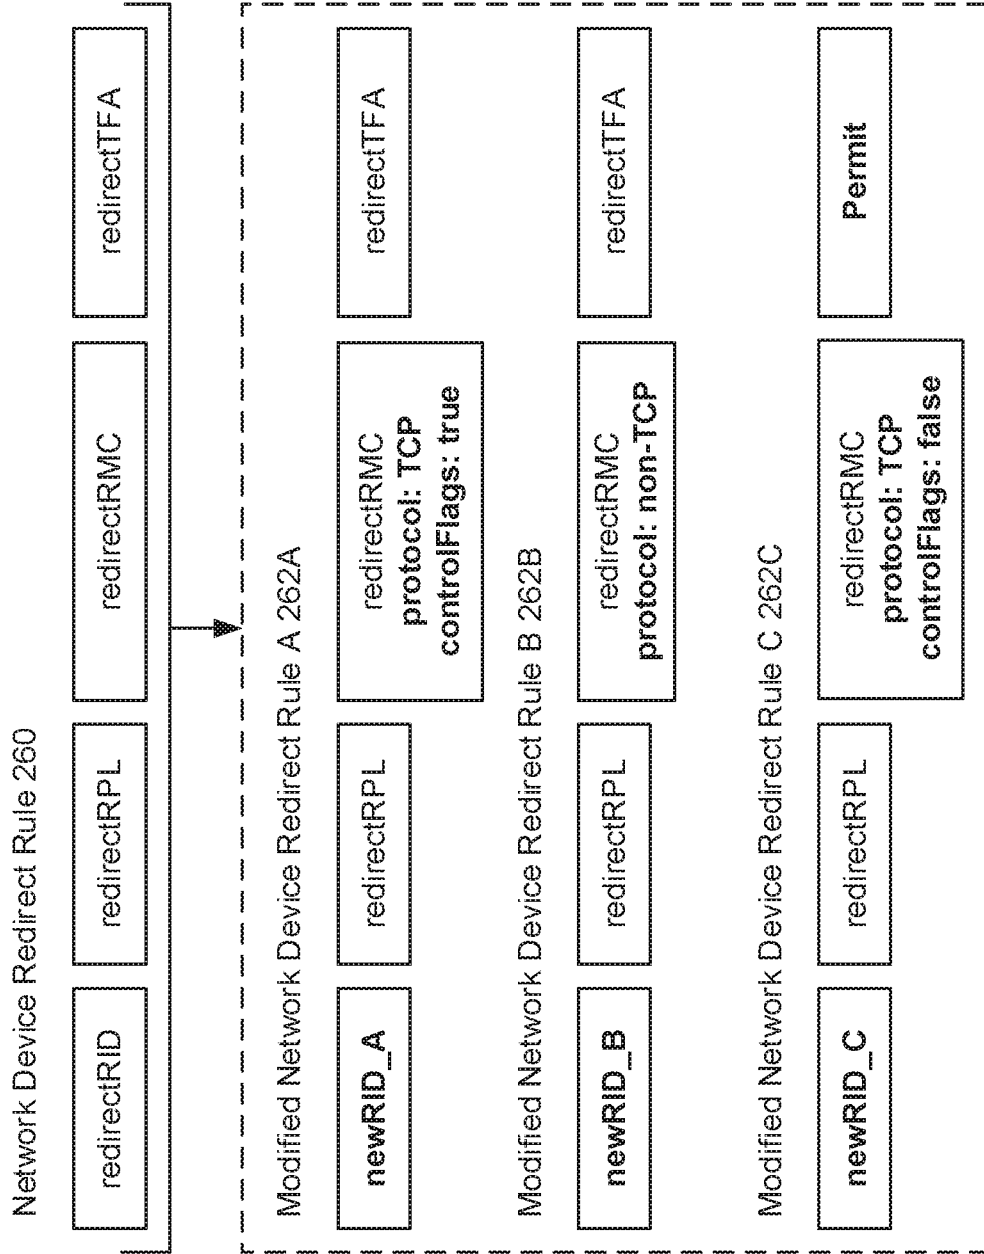 Network Device Redirect Rule 260
redirectRID
redirectRPL
redirectRMC
redirectTFA
Modified Network Device Redirect Rule A 262A
newRID_A
redirectRPL
redirectRMC
protocol: TCP
controlFlags: true
redirectTFA
Modified Network Device Redirect Rule B 262B
newRID_B
redirectRPL
redirectRMC
protocol: non-TCP
redirectTFA
Modified Network Device Redirect Rule C 262C
newRID_C
redirectRPL
redirectRMC
protocol: TCP
controlFlags: false
Permit